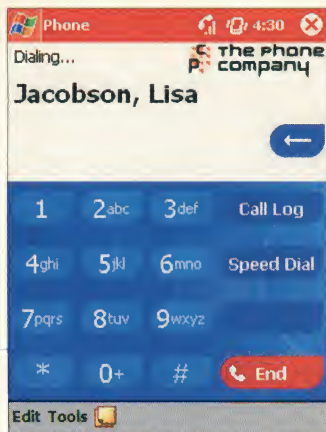 Phone 4:30
Dialing...
The Phone
company
Jacobson, Lisa
1 2abc 3def Call Log
4ghi 5jkl 6mno Speed Dial
7pqrs 8tuv 9wxyz
* 0+ # End
Edit Tools